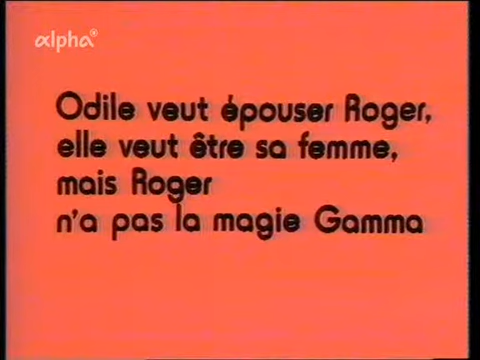 alpha
Odile veut épouser Roger,
elle veut être sa femme,
mais Roger
n'a pas la magie Gamma